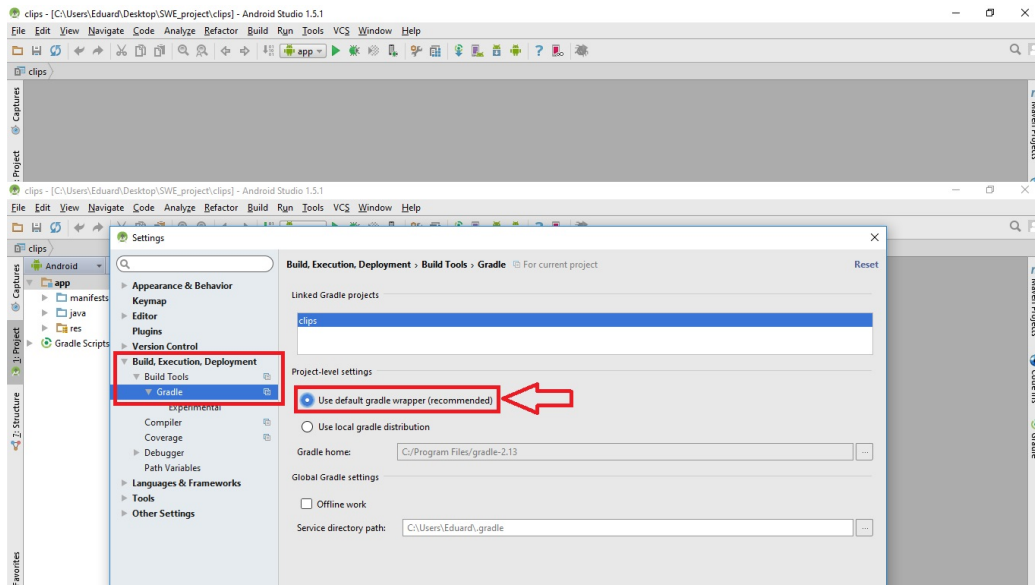 clips - [C:\Users\Eduard\Desktop\SWE_project\clips] - Android Studio 1.5.1
File Edit View Navigate Code Analyze Refactor Build Run Tools VCS Window Help
app
clips
Captures
Project
Maven Projects
clips - [C:\Users\Eduard\Desktop\SWE_project\clips] - Android Studio 1.5.1
File Edit View Navigate Code Analyze Refactor Build Run Tools VCS Window Help
clips
Captures
1: Project
7: Structure
Favorites
Android
app
manifests
java
res
Gradle Scripts
Settings
Appearance & Behavior
Keymap
Editor
Plugins
Version Control
Build, Execution, Deployment
Build Tools
Gradle
Experimental
Compiler
Coverage
Debugger
Path Variables
Languages & Frameworks
Tools
Other Settings
Build, Execution, Deployment › Build Tools › Gradle For current project Reset
Linked Gradle projects
clips
Project-level settings
Use default gradle wrapper (recommended)
Use local gradle distribution
Gradle home: C:/Program Files/gradle-2.13 ...
Global Gradle settings
Offline work
Service directory path: C:\Users\Eduard\.gradle ...
Maven Projects
Gradle